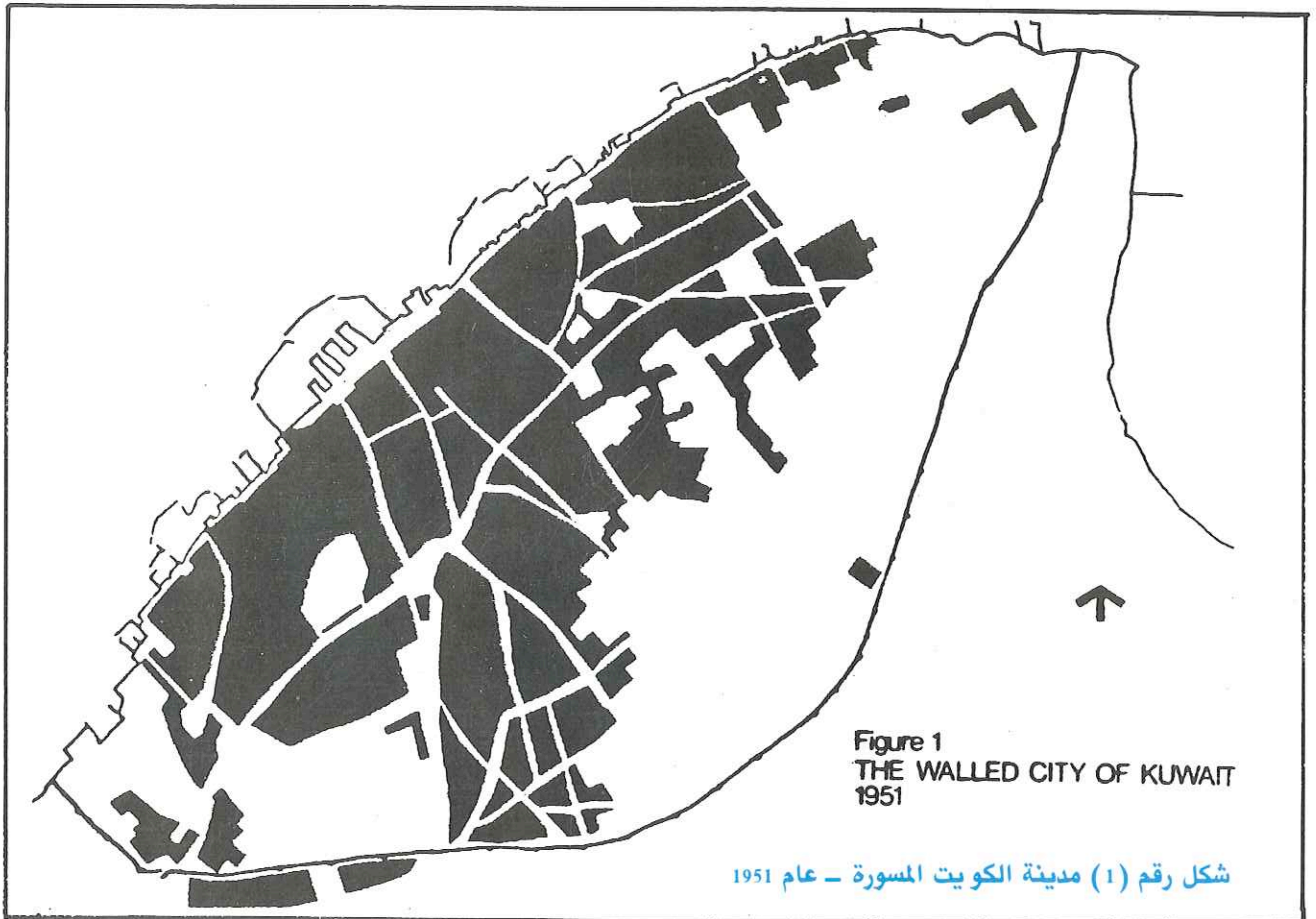 Figure 1
THE WALLED CITY OF KUWAIT
1951
شكل رقم (1) مدينة الكويت المسورة – عام 1951